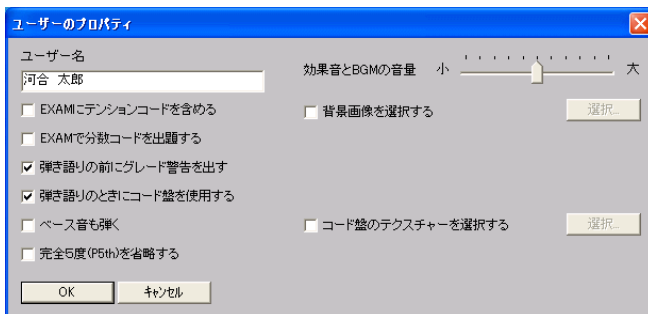 ユーザーのプロパティ
ユーザー名
河合 太郎
効果音とBGMの音量 小 大
EXAMにテンションコードを含める
背景画像を選択する 選択...
EXAMで分数コードを出題する
弾き語りの前にグレード警告を出す
弾き語りのときにコード盤を使用する
ベース音も弾く
コード盤のテクスチャーを選択する 選択...
完全5度(P5th)を省略する
OK キャンセル